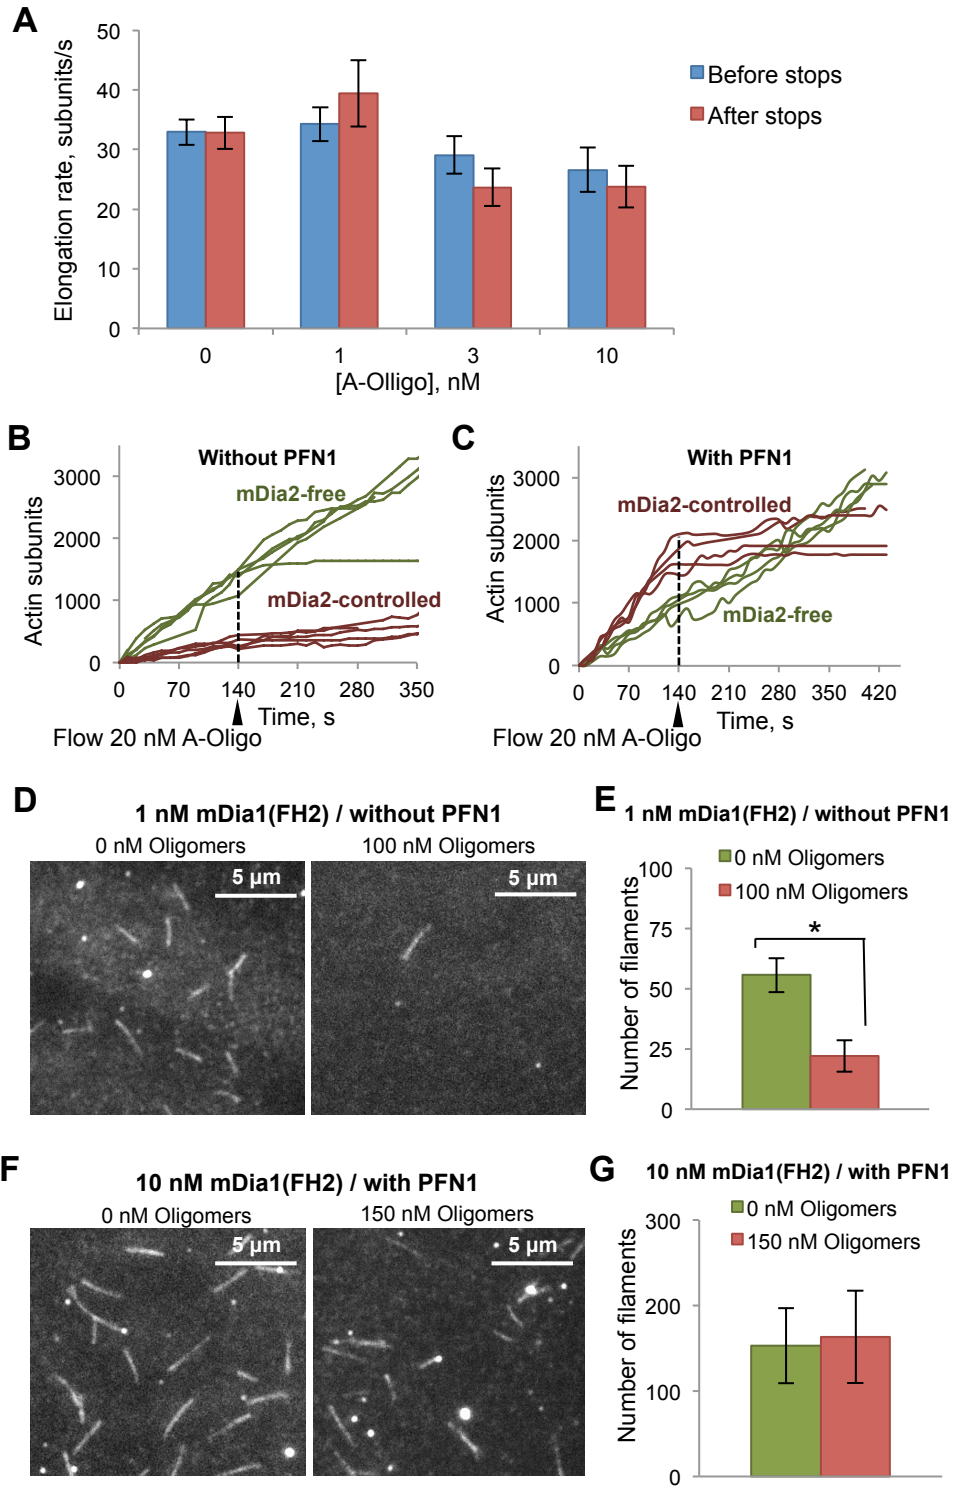 A
Elongation rate, subunits/s
50
40
30
20
10
0
0 1 3 10
[A-Olligo], nM
Before stops
After stops
B
Without PFN1
mDia2-free
mDia2-controlled
Actin subunits
3000
2000
1000
0
0 70 140 210 280 350
Time, s
Flow 20 nM A-Oligo
C
With PFN1
mDia2-controlled
mDia2-free
Actin subunits
3000
2000
1000
0
0 70 140 210 280 350 420
Time, s
Flow 20 nM A-Oligo
D
1 nM mDia1(FH2) / without PFN1
0 nM Oligomers
100 nM Oligomers
5 µm
5 µm
E
1 nM mDia1(FH2) / without PFN1
0 nM Oligomers
100 nM Oligomers
Number of filaments
100
75
50
25
0
*
F
10 nM mDia1(FH2) / with PFN1
0 nM Oligomers
150 nM Oligomers
5 µm
5 µm
G
10 nM mDia1(FH2) / with PFN1
0 nM Oligomers
150 nM Oligomers
Number of filaments
300
200
100
0